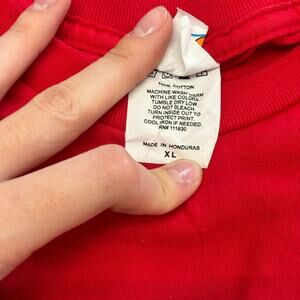 100% COTTON
MACHINE WASH WARM
WITH LIKE COLORS.
TUMBLE DRY LOW.
DO NOT BLEACH.
TURN INSIDE OUT TO
PROTECT PRINT.
COOL IRON IF NEEDED.
RN# 111830
MADE IN HONDURAS
XL